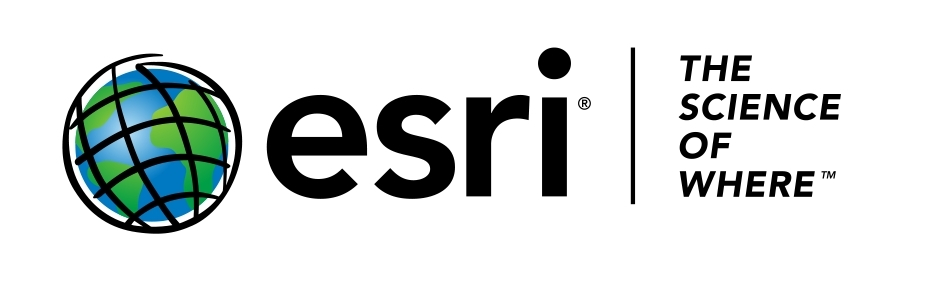 esri®
THE
SCIENCE
OF
WHERE™